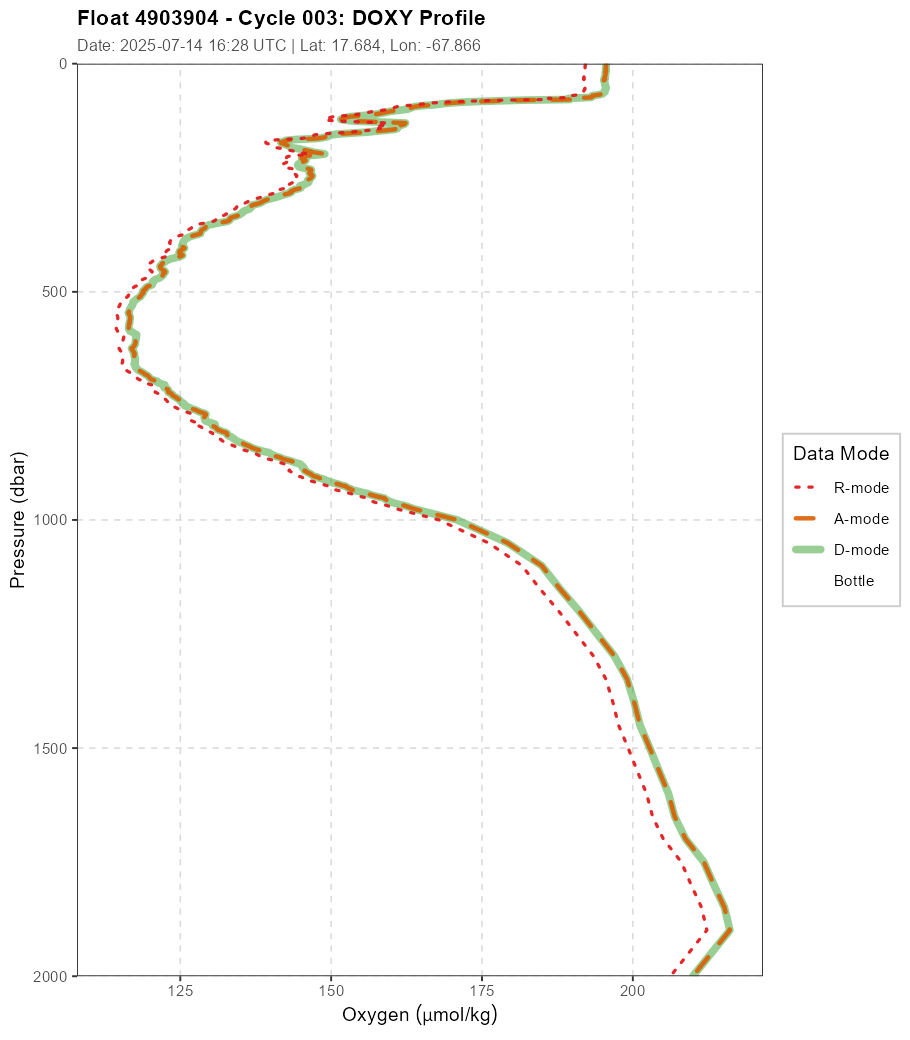 Float 4903904 - Cycle 003: DOXY Profile
Date: 2025-07-14 16:28 UTC | Lat: 17.684, Lon: -67.866
0
500
1000
1500
2000
Pressure (dbar)
125 150 175 200
Oxygen (μmol/kg)
Data Mode
R-mode
A-mode
D-mode
Bottle